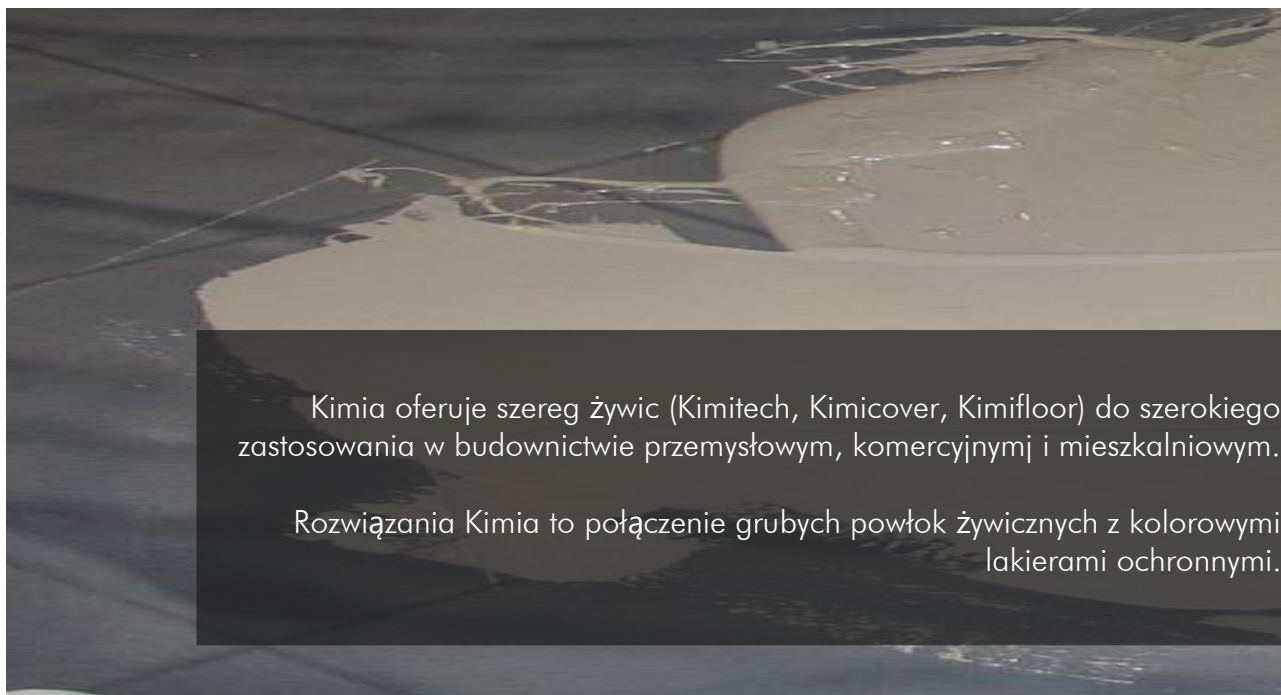 Kimia oferuje szereg żywic (Kimitech, Kimicover, Kimifloor) do szerokiego
zastosowania w budownictwie przemysłowym, komercyjnymj i mieszkalniowym.
Rozwiązania Kimia to połączenie grubych powłok żywicznych z kolorowymi
lakierami ochronnymi.